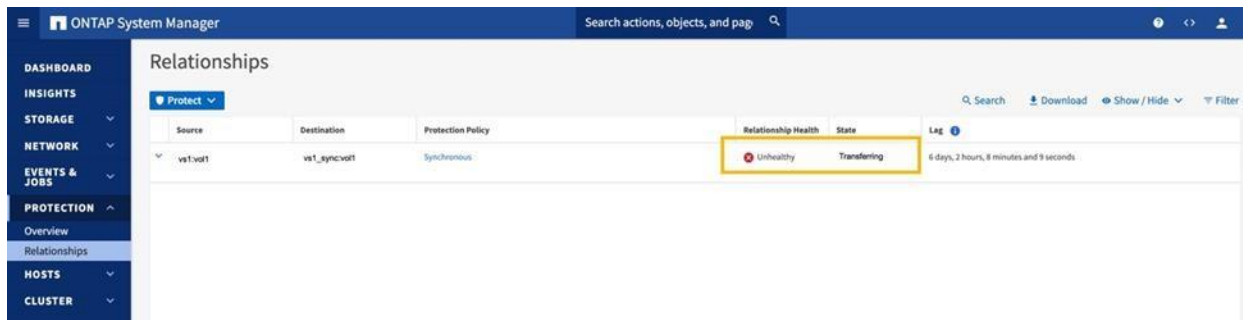 ONTAP System Manager
Search actions, objects, and pag
DASHBOARD
INSIGHTS
STORAGE
NETWORK
EVENTS &
JOBS
PROTECTION
Overview
Relationships
HOSTS
CLUSTER
Relationships
Protect
Search Download Show / Hide Filter
Source Destination Protection Policy Relationship Health State Lag
vs1:vol1 vs1_sync:vol1 Synchronous Unhealthy Transferring 6 days, 2 hours, 8 minutes and 9 seconds